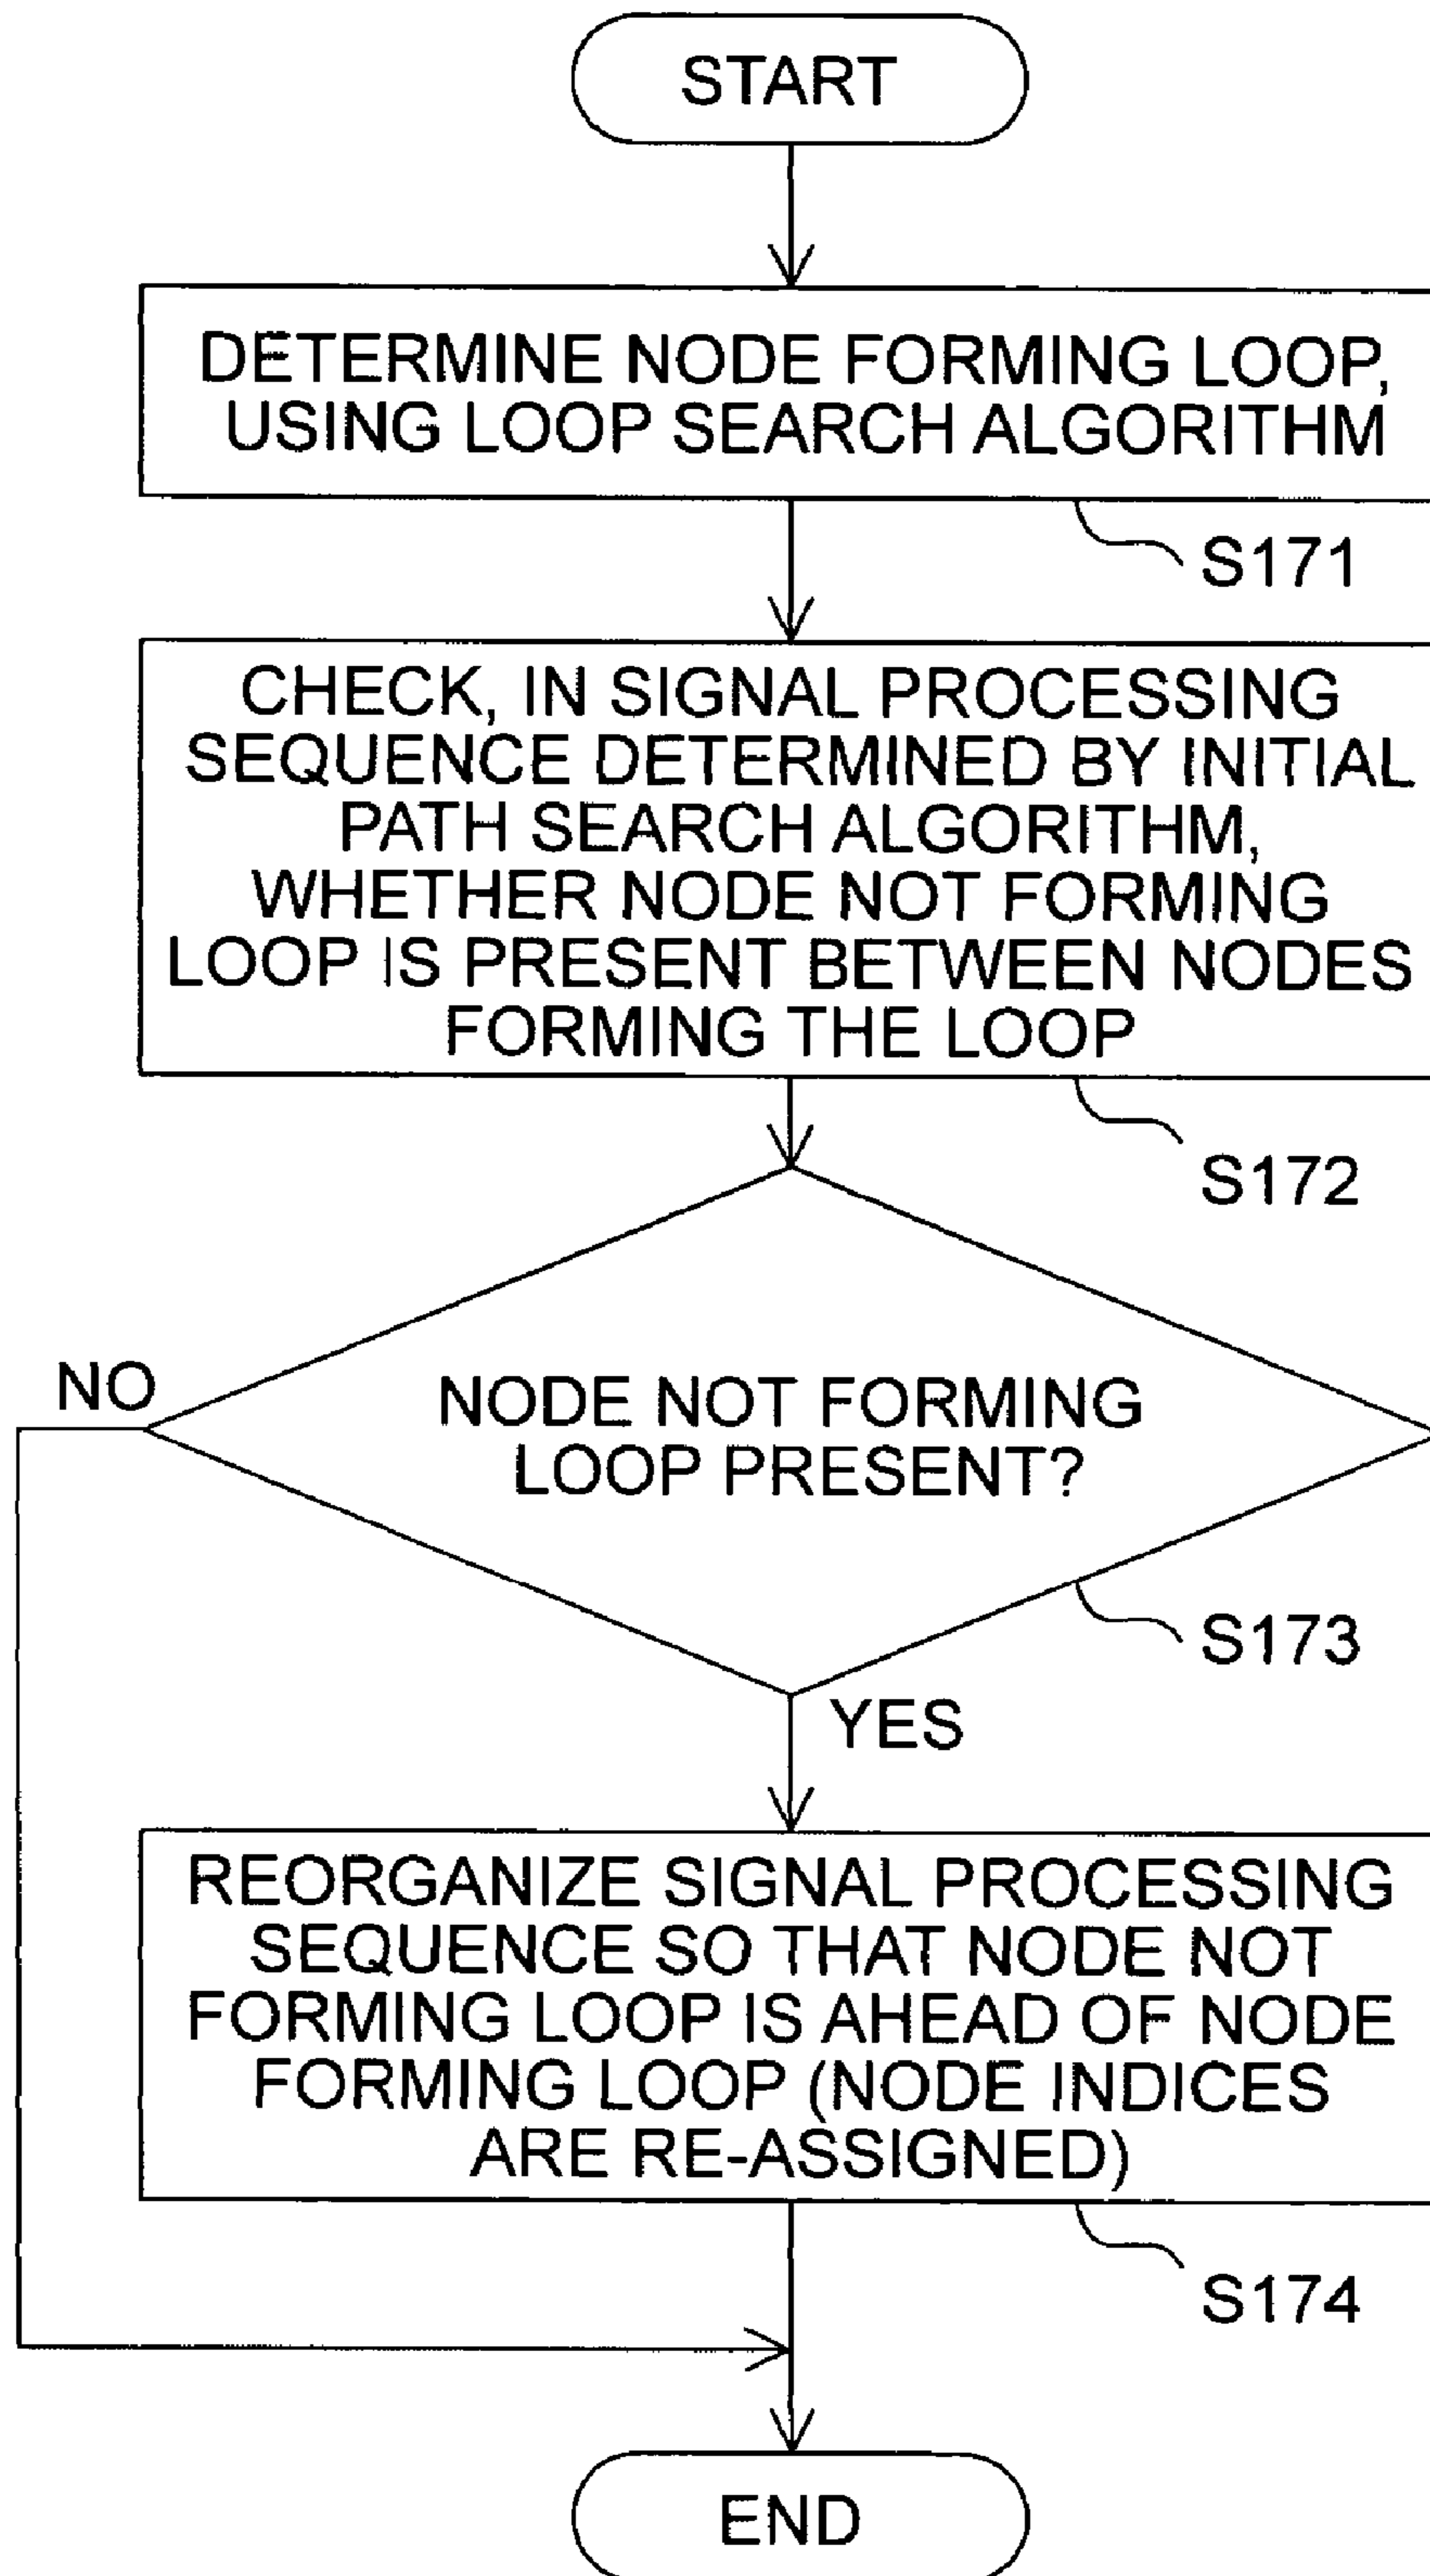 START
DETERMINE NODE FORMING LOOP,
USING LOOP SEARCH ALGORITHM
S171
CHECK, IN SIGNAL PROCESSING
SEQUENCE DETERMINED BY INITIAL
PATH SEARCH ALGORITHM,
WHETHER NODE NOT FORMING
LOOP IS PRESENT BETWEEN NODES
FORMING THE LOOP
S172
NO
NODE NOT FORMING
LOOP PRESENT?
S173
YES
REORGANIZE SIGNAL PROCESSING
SEQUENCE SO THAT NODE NOT
FORMING LOOP IS AHEAD OF NODE
FORMING LOOP (NODE INDICES
ARE RE-ASSIGNED)
S174
END